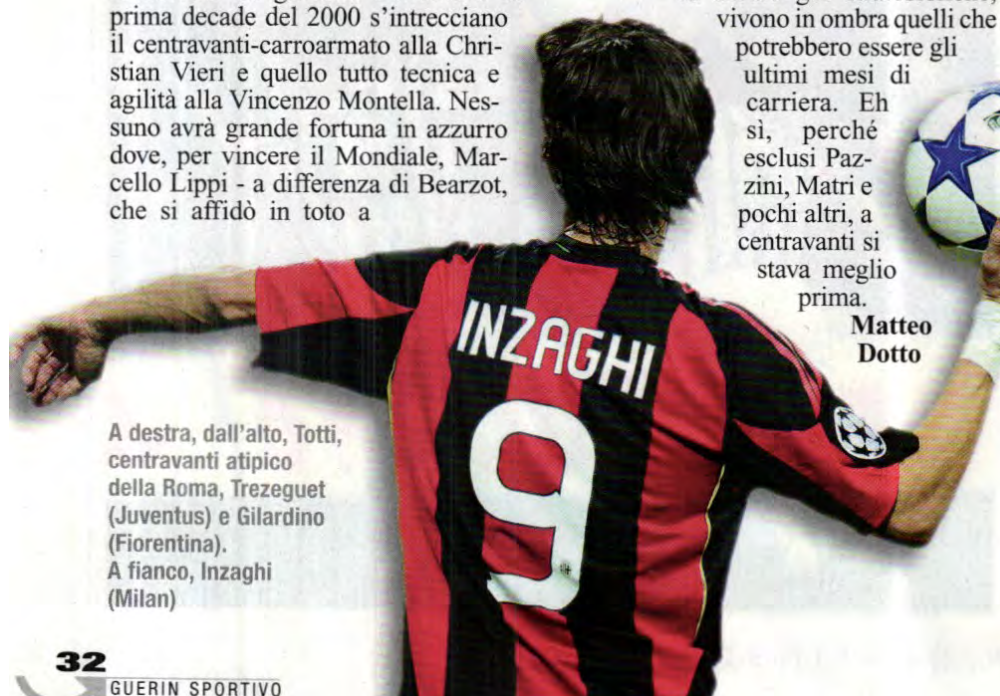 prima decade del 2000 s'intrecciano
il centravanti-carroarmato alla Chri-
stian Vieri e quello tutto tecnica e
agilità alla Vincenzo Montella. Nes-
suno avrà grande fortuna in azzurro
dove, per vincere il Mondiale, Mar-
cello Lippi - a differenza di Bearzot,
che si affidò in toto a
vivono in ombra quelli che
potrebbero essere gli
ultimi mesi di
carriera. Eh
sì, perché
esclusi Paz-
zini, Matri e
pochi altri, a
centravanti si
stava meglio
prima.
Matteo
Dotto
INZAGHI
9
A destra, dall'alto, Totti,
centravanti atipico
della Roma, Trezeguet
(Juventus) e Gilardino
(Fiorentina).
A fianco, Inzaghi
(Milan)
32
GUERIN SPORTIVO